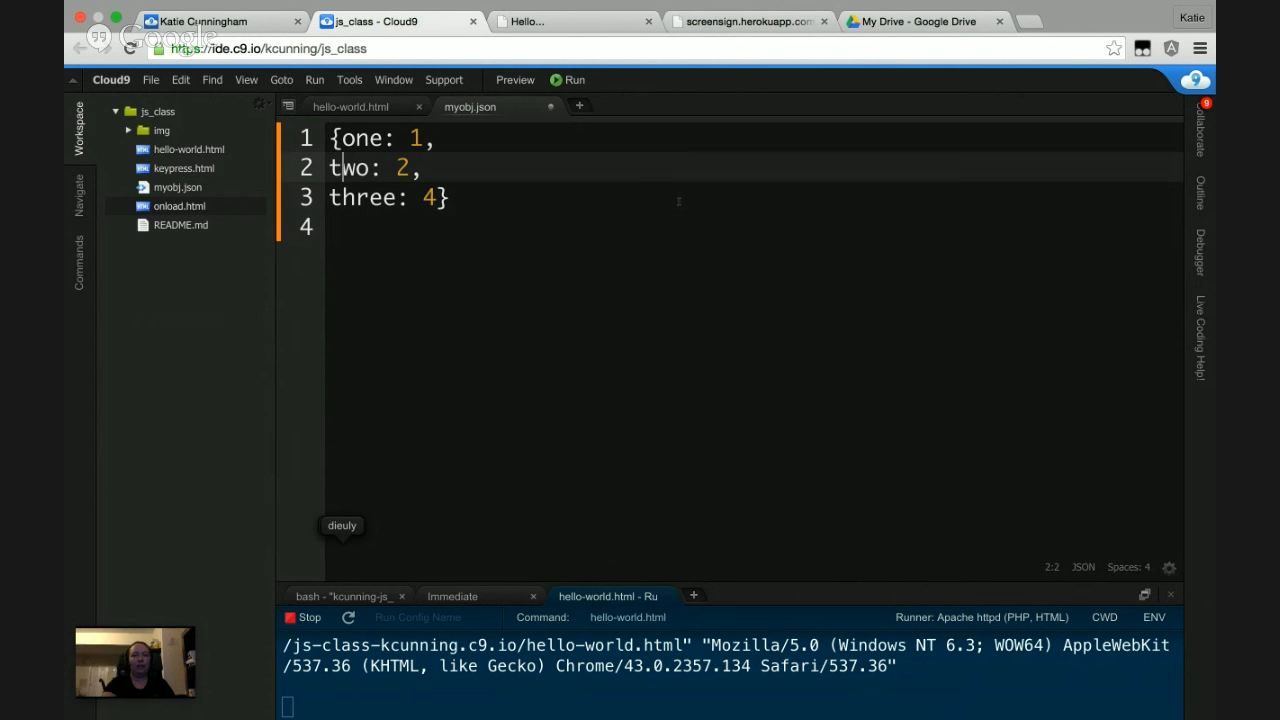 Katie Cunningham
js_class - Cloud9
Hello...
screensign.herokuapp.com
My Drive - Google Drive
Katie
Google
https://ide.c9.io/kcunning/js_class
Cloud9 File Edit Find View Goto Run Tools Window Support Preview Run
9
Workspace
Navigate
Commands
js_class
img
hello-world.html
keypress.html
myobj.json
onload.html
README.md
hello-world.html
myobj.json
1 {one: 1,
2 two: 2,
3 three: 4}
4
dieuly
2:2 JSON Spaces: 4
Collaborate
Outline
Debugger
Live Coding Help!
bash - "kcunning-js_
Immediate
hello-world.html - Ru
Stop Run Config Name Command: hello-world.html Runner: Apache httpd (PHP, HTML) CWD ENV
/js-class-kcunning.c9.io/hello-world.html" "Mozilla/5.0 (Windows NT 6.3; WOW64) AppleWebKit
/537.36 (KHTML, like Gecko) Chrome/43.0.2357.134 Safari/537.36"